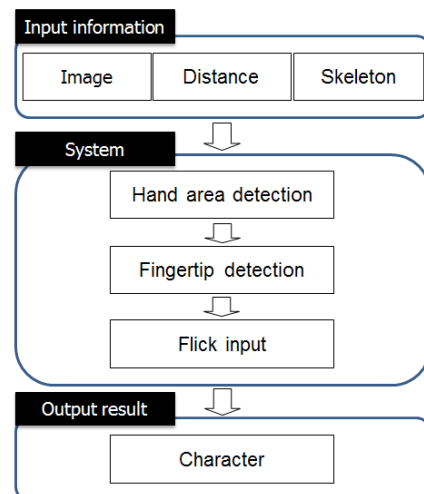 Input information
Image Distance Skeleton
System
Hand area detection
Fingertip detection
Flick input
Output result
Character